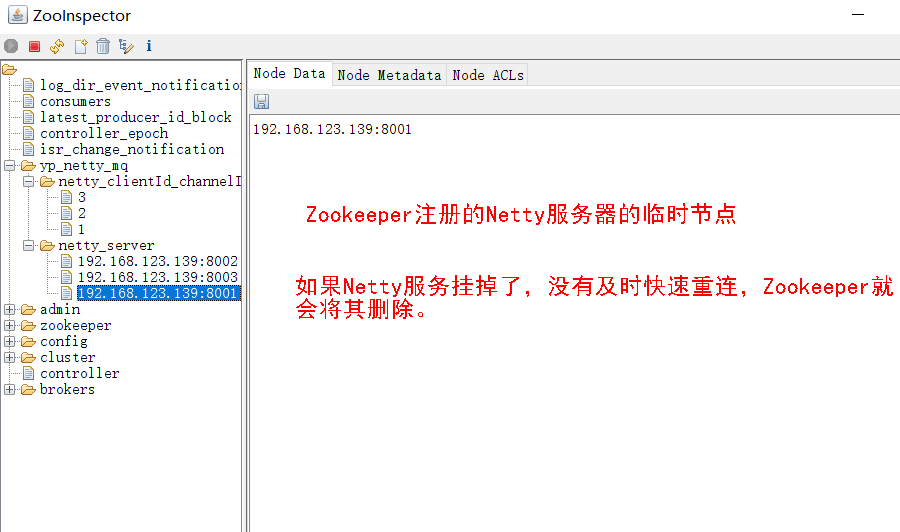 ZooInspector
Node Data
Node Metadata
Node ACLs
log_dir_event_notification
consumers
latest_producer_id_block
controller_epoch
isr_change_notification
yp_netty_mq
netty_clientId_channelI
3
2
1
netty_server
192.168.123.139:8002
192.168.123.139:8003
192.168.123.139:8001
admin
zookeeper
config
cluster
controller
brokers
192.168.123.139:8001
Zookeeper注册的Netty服务器的临时节点
如果Netty服务挂掉了，没有及时快速重连，Zookeeper就
会将其删除。